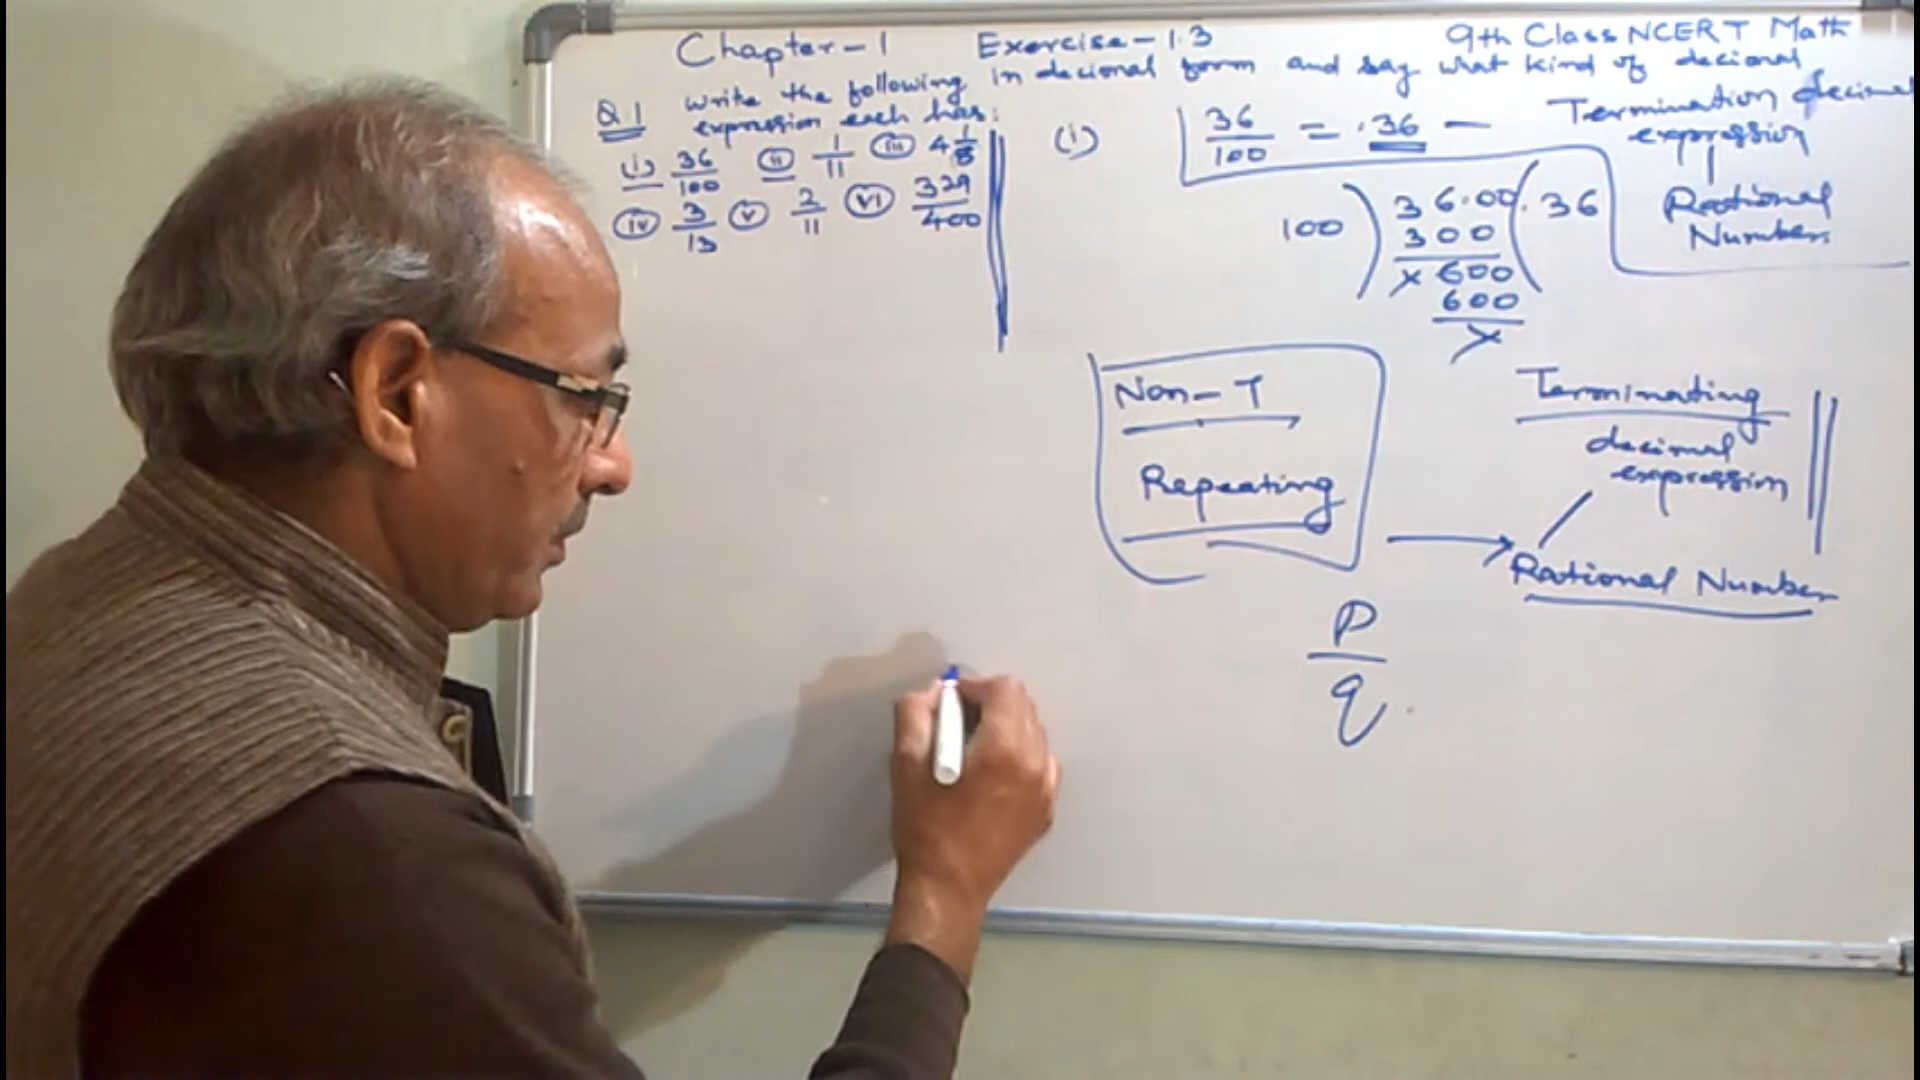 Chapter-1 Exercise-1.3 9th Class NCERT Math
Q1 write the following in decimal form and say what kind of decimal
expression each has:
(i) 36/100 (ii) 1/11 (iii) 4 1/8
(iv) 3/13 (v) 2/11 (vi) 329/400
(i) 36/100 = .36 — Termination decimal
expression
Rational
Number
100 ) 36.00 ( .36
300
x 600
600
x
Non-T
Repeating
Terminating
decimal
expression
Rational Number
p
q